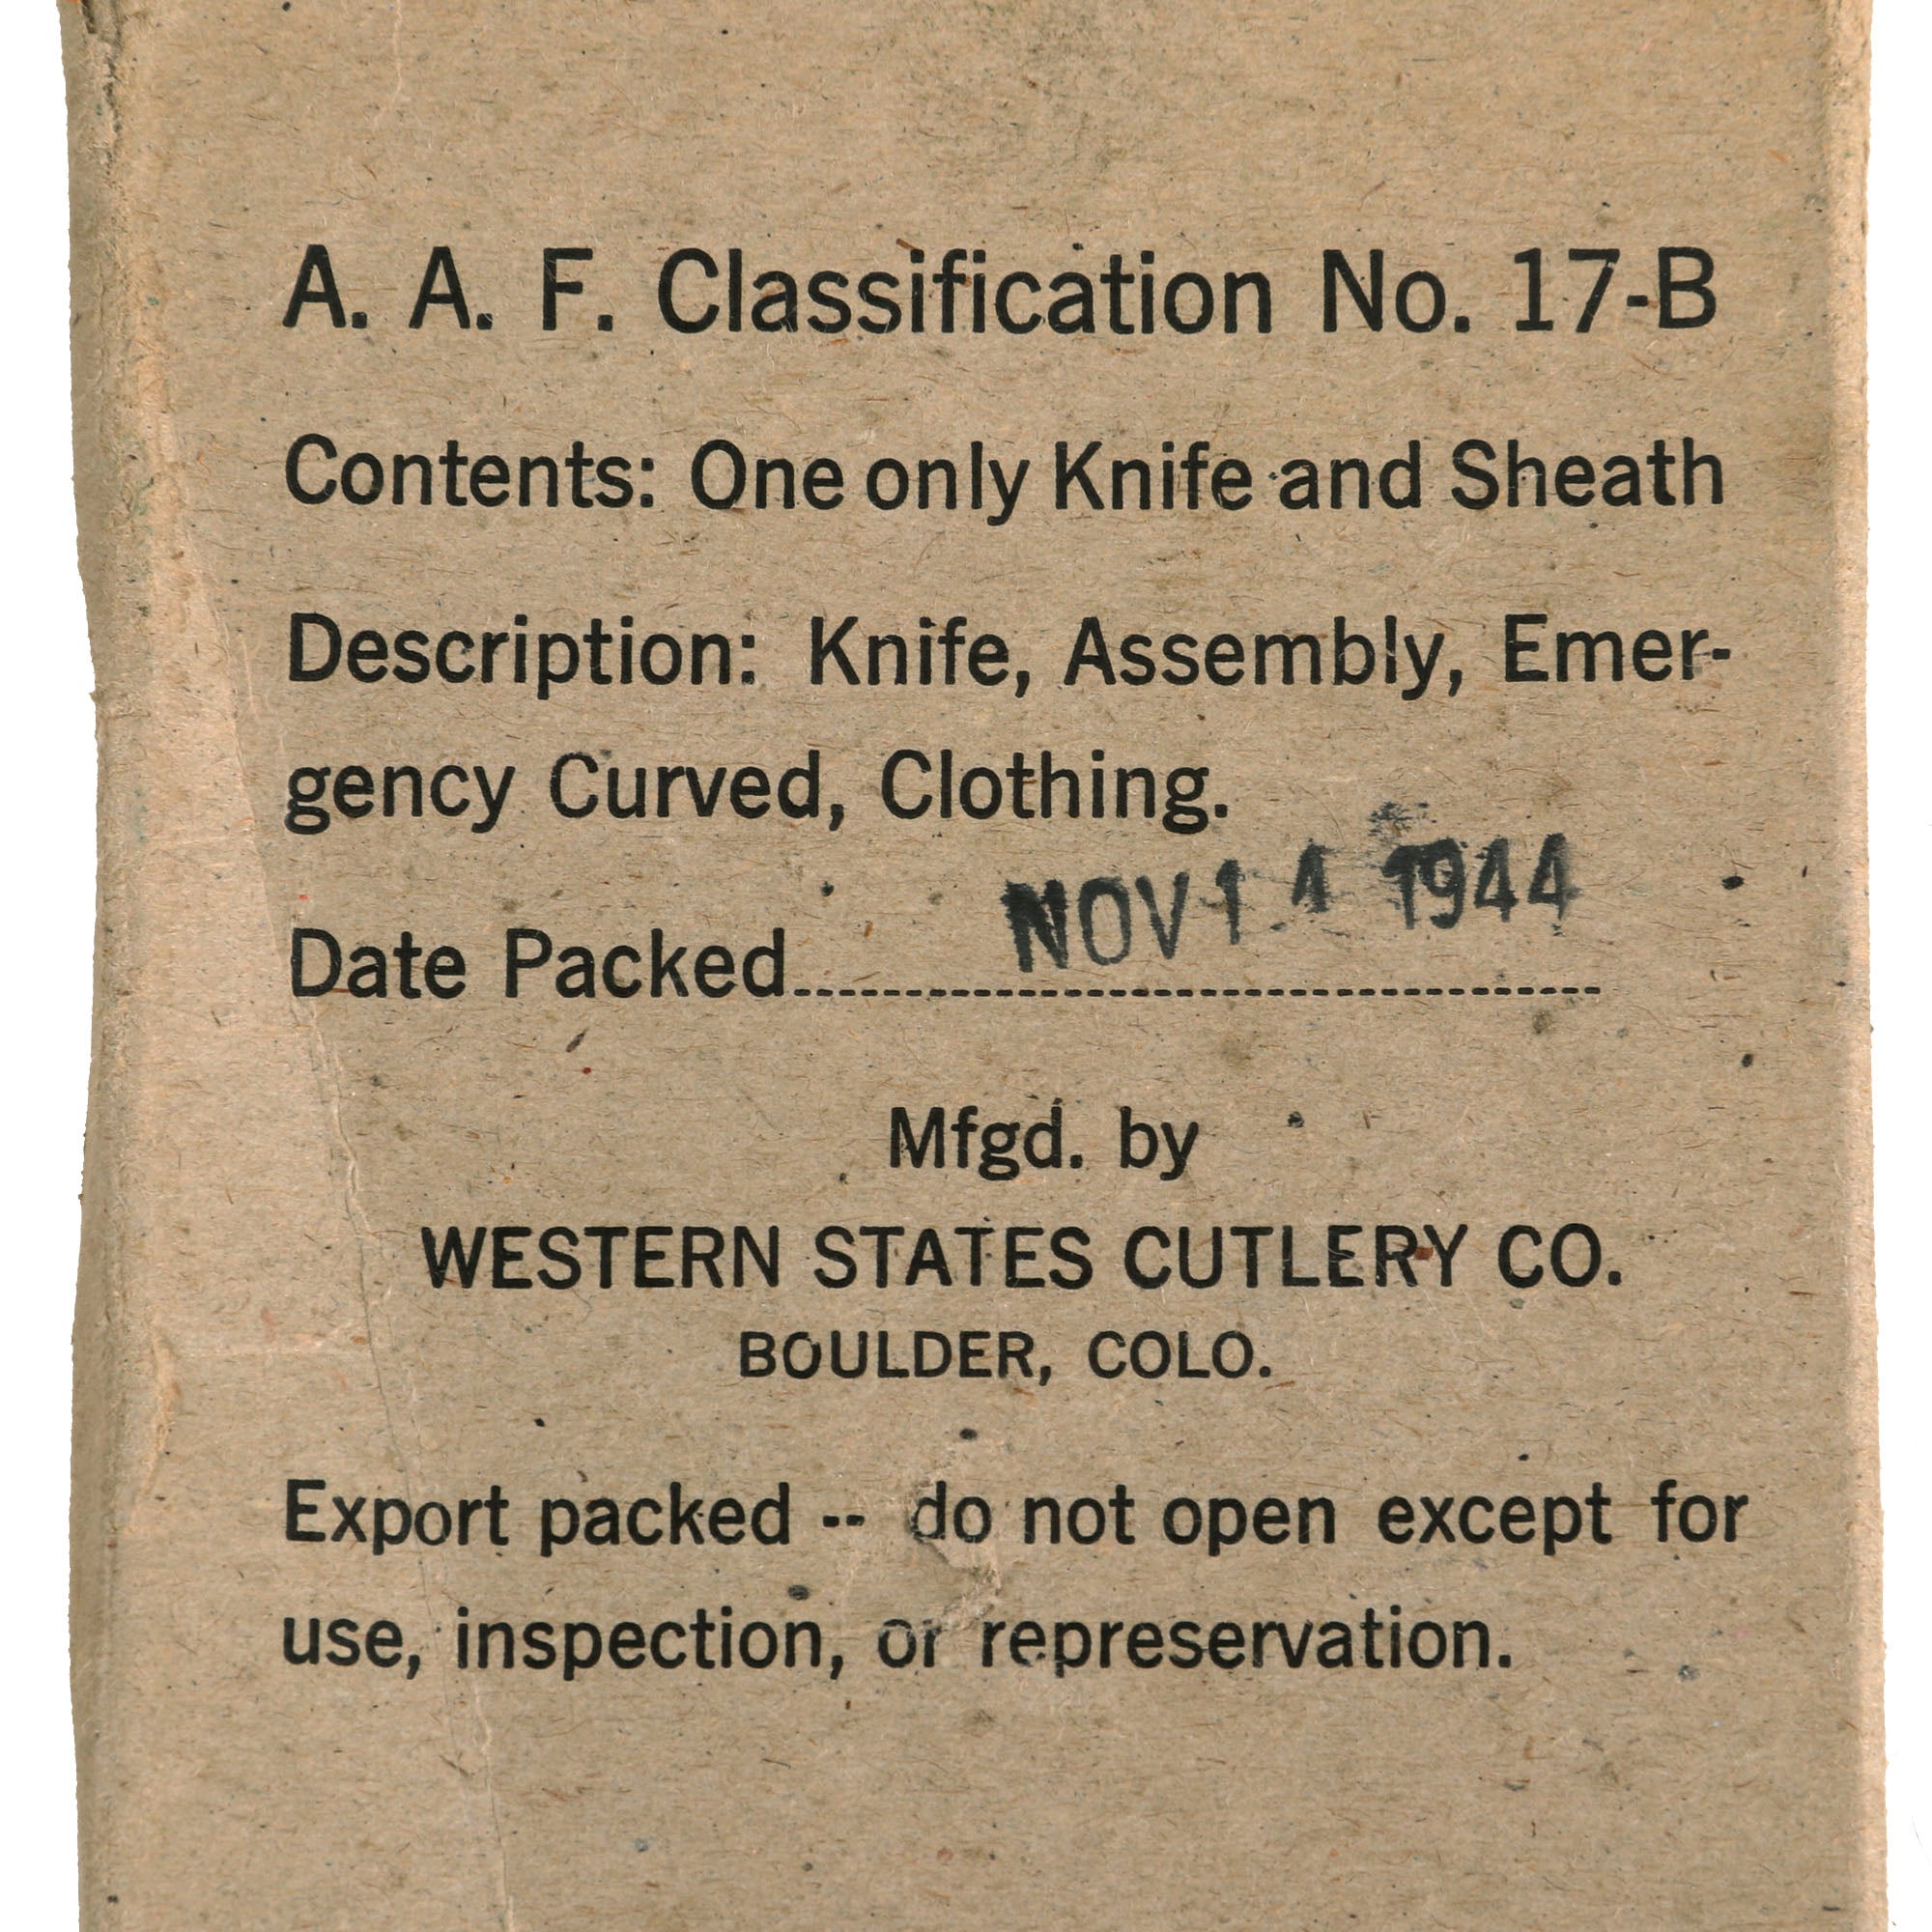 A. A. F. Classification No. 17-B
Contents: One only Knife and Sheath
Description: Knife, Assembly, Emer-
gency Curved, Clothing.
Date Packed NOV 14 1944
Mfgd. by
WESTERN STATES CUTLERY CO.
BOULDER, COLO.
Export packed -- do not open except for
use, inspection, or represervation.